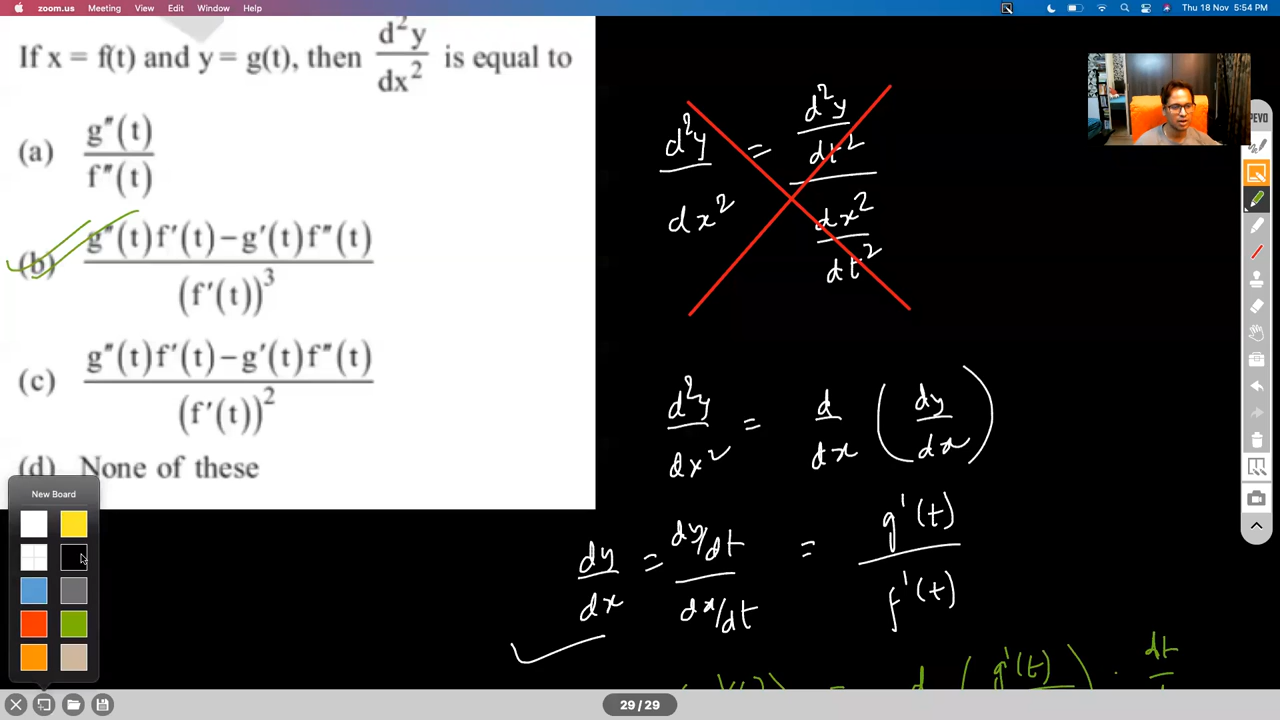 zoom.us Meeting View Edit Window Help Thu 18 Nov 5:54 PM
If x = f(t) and y = g(t), then d²y/dx² is equal to
(a) g″(t)/f″(t)
(b) g″(t)f′(t)−g′(t)f″(t)/(f′(t))³
(c) g″(t)f′(t)−g′(t)f″(t)/(f′(t))²
(d) None of these
d²y/dx² = d²y/dt² / dx²/dt²
d²y/dx² = d/dx (dy/dx)
dy/dx = dy/dt / dx/dt = g'(t)/f'(t)
= d (g'(t) ) . dt
New Board
29 / 29